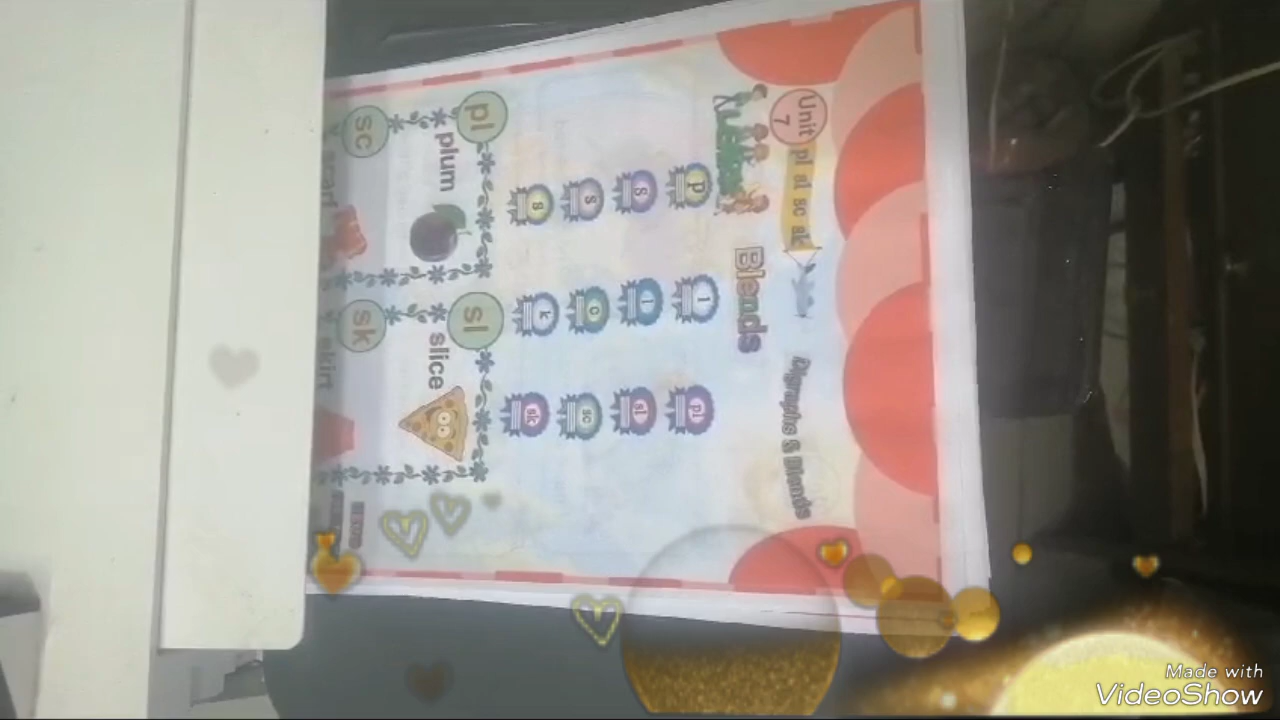 Unit 7
pl sl sc sk
Digraphs & Blends
Blends
p l pl
s l sl
s c sc
s k sk
pl sl
plum slice
sc sk
scarf skirt
Made with
VideoShow